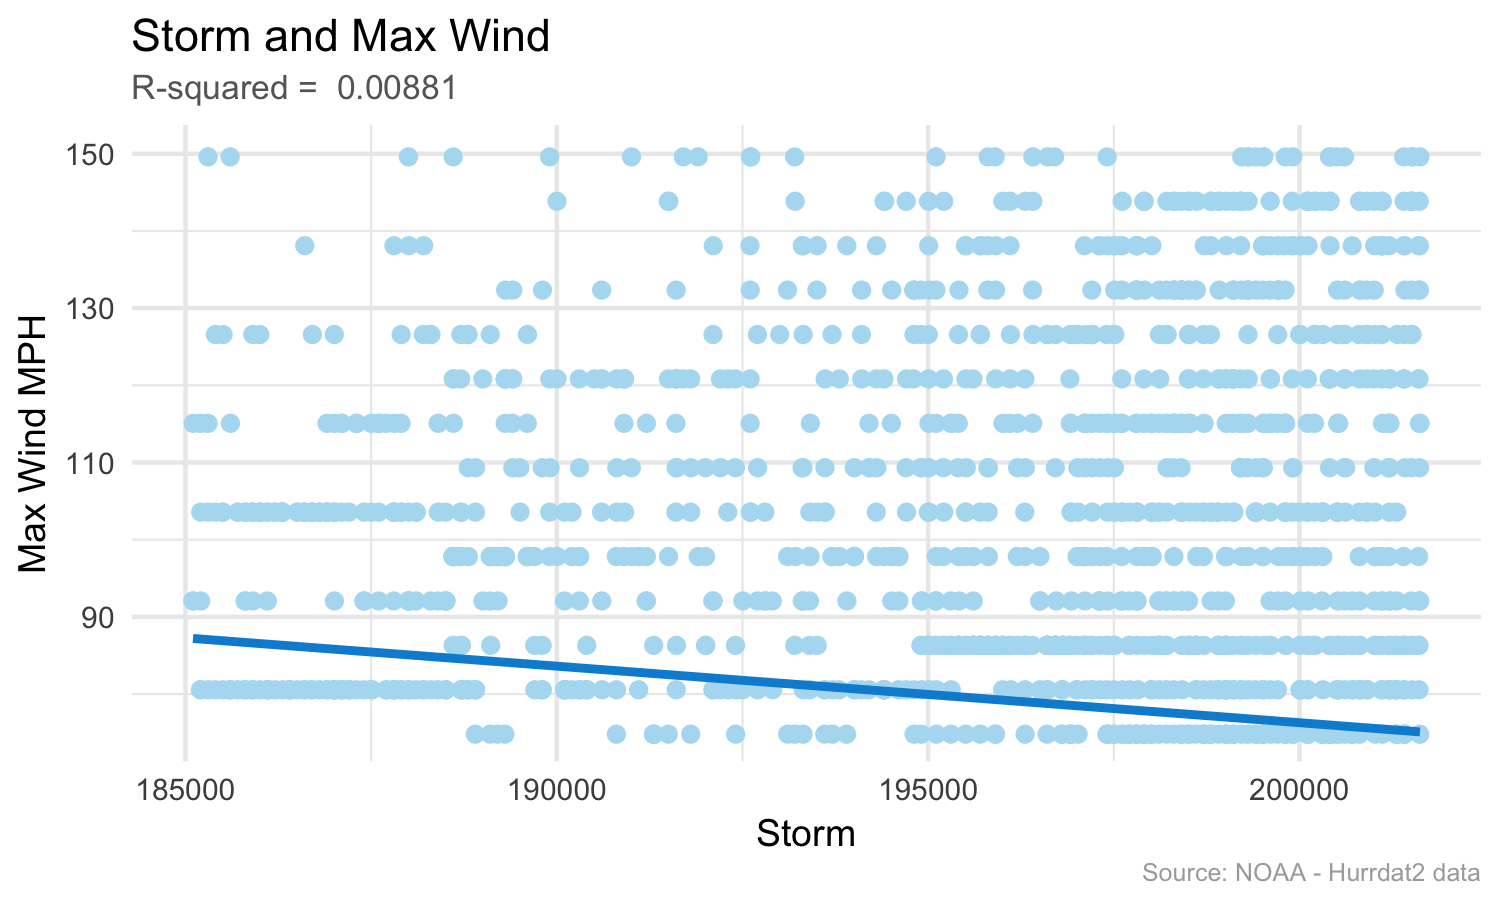 Storm and Max Wind
R-squared =  0.00881
Max Wind MPH
150
130
110
90
185000
190000
195000
200000
Storm
Source: NOAA - Hurrdat2 data